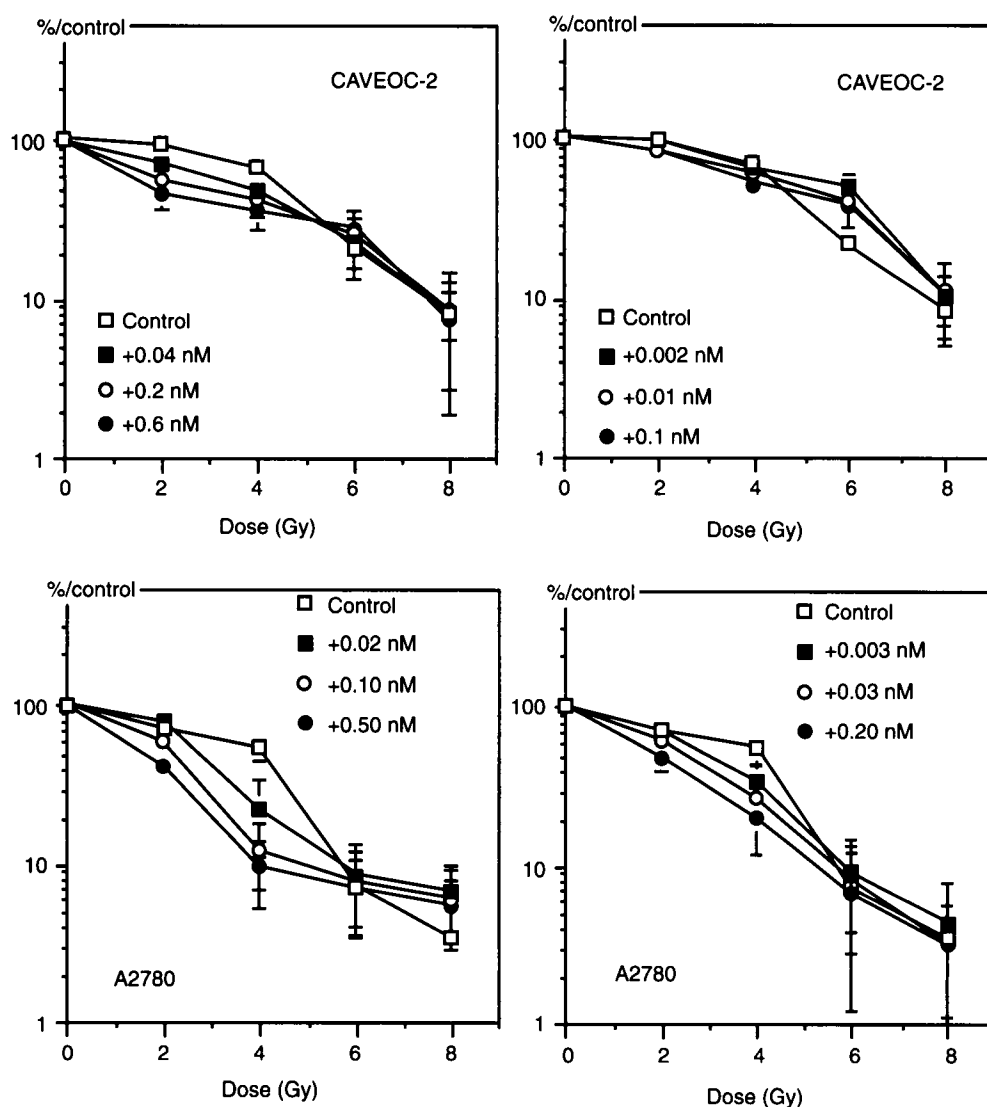 %/control
CAVEOC-2
100
10
1
Control
+0.04 nM
+0.2 nM
+0.6 nM
0 2 4 6 8
Dose (Gy)
%/control
CAVEOC-2
100
10
1
Control
+0.002 nM
+0.01 nM
+0.1 nM
0 2 4 6 8
Dose (Gy)
%/control
Control
+0.02 nM
+0.10 nM
+0.50 nM
100
10
1
A2780
0 2 4 6 8
Dose (Gy)
%/control
Control
+0.003 nM
+0.03 nM
+0.20 nM
100
10
1
A2780
0 2 4 6 8
Dose (Gy)